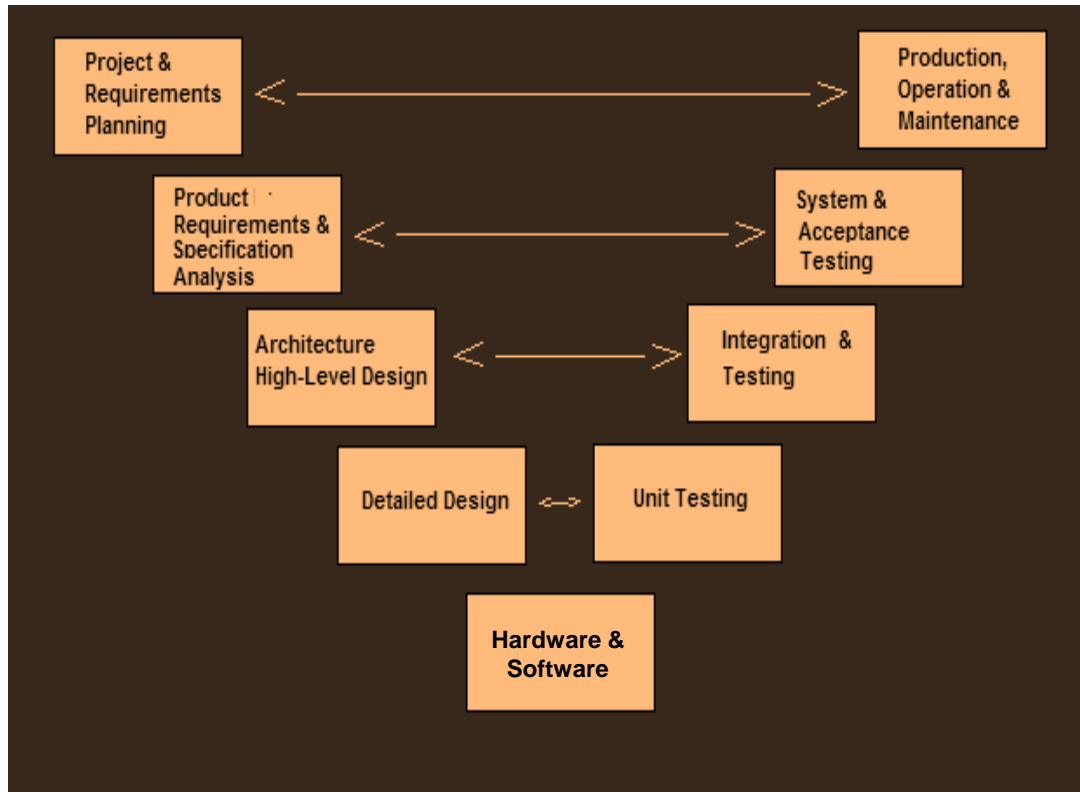 Project &
Requirements
Planning
Production,
Operation &
Maintenance
Product
Requirements &
Specification
Analysis
System &
Acceptance
Testing
Architecture
High-Level Design
Integration &
Testing
Detailed Design
Unit Testing
Hardware &
Software